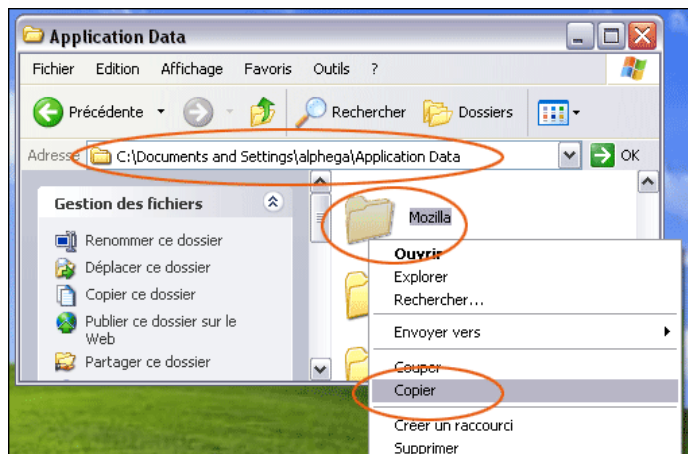 Application Data
Fichier Edition Affichage Favoris Outils ?
Précédente Rechercher Dossiers
Adresse C:\Documents and Settings\alphega\Application Data OK
Gestion des fichiers
Renommer ce dossier
Déplacer ce dossier
Copier ce dossier
Publier ce dossier sur le
Web
Partager ce dossier
Mozilla
Ouvrir
Explorer
Rechercher...
Envoyer vers
Couper
Copier
Créer un raccourci
Supprimer